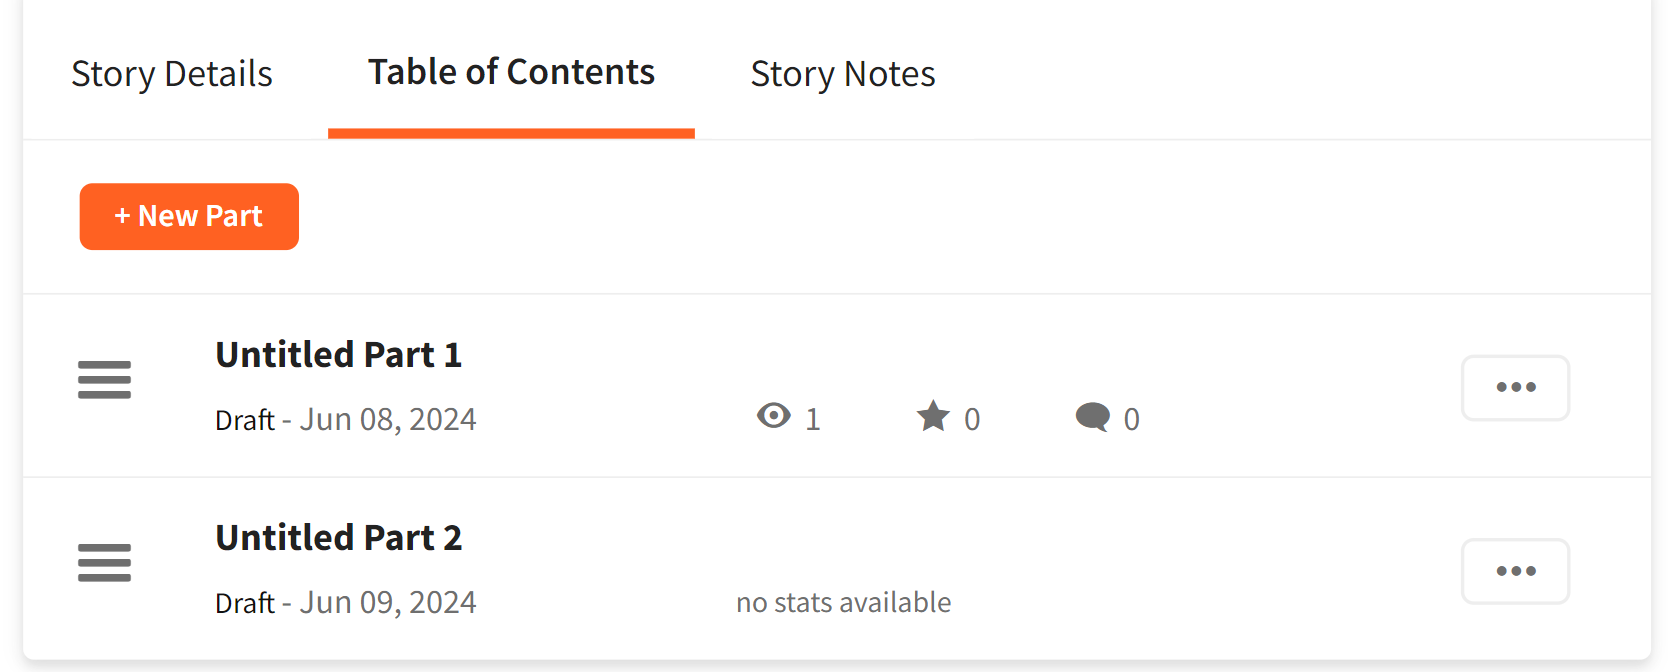 Story Details Table of Contents Story Notes
+ New Part
Untitled Part 1
Draft - Jun 08, 2024 1 0 0
Untitled Part 2
Draft - Jun 09, 2024 no stats available